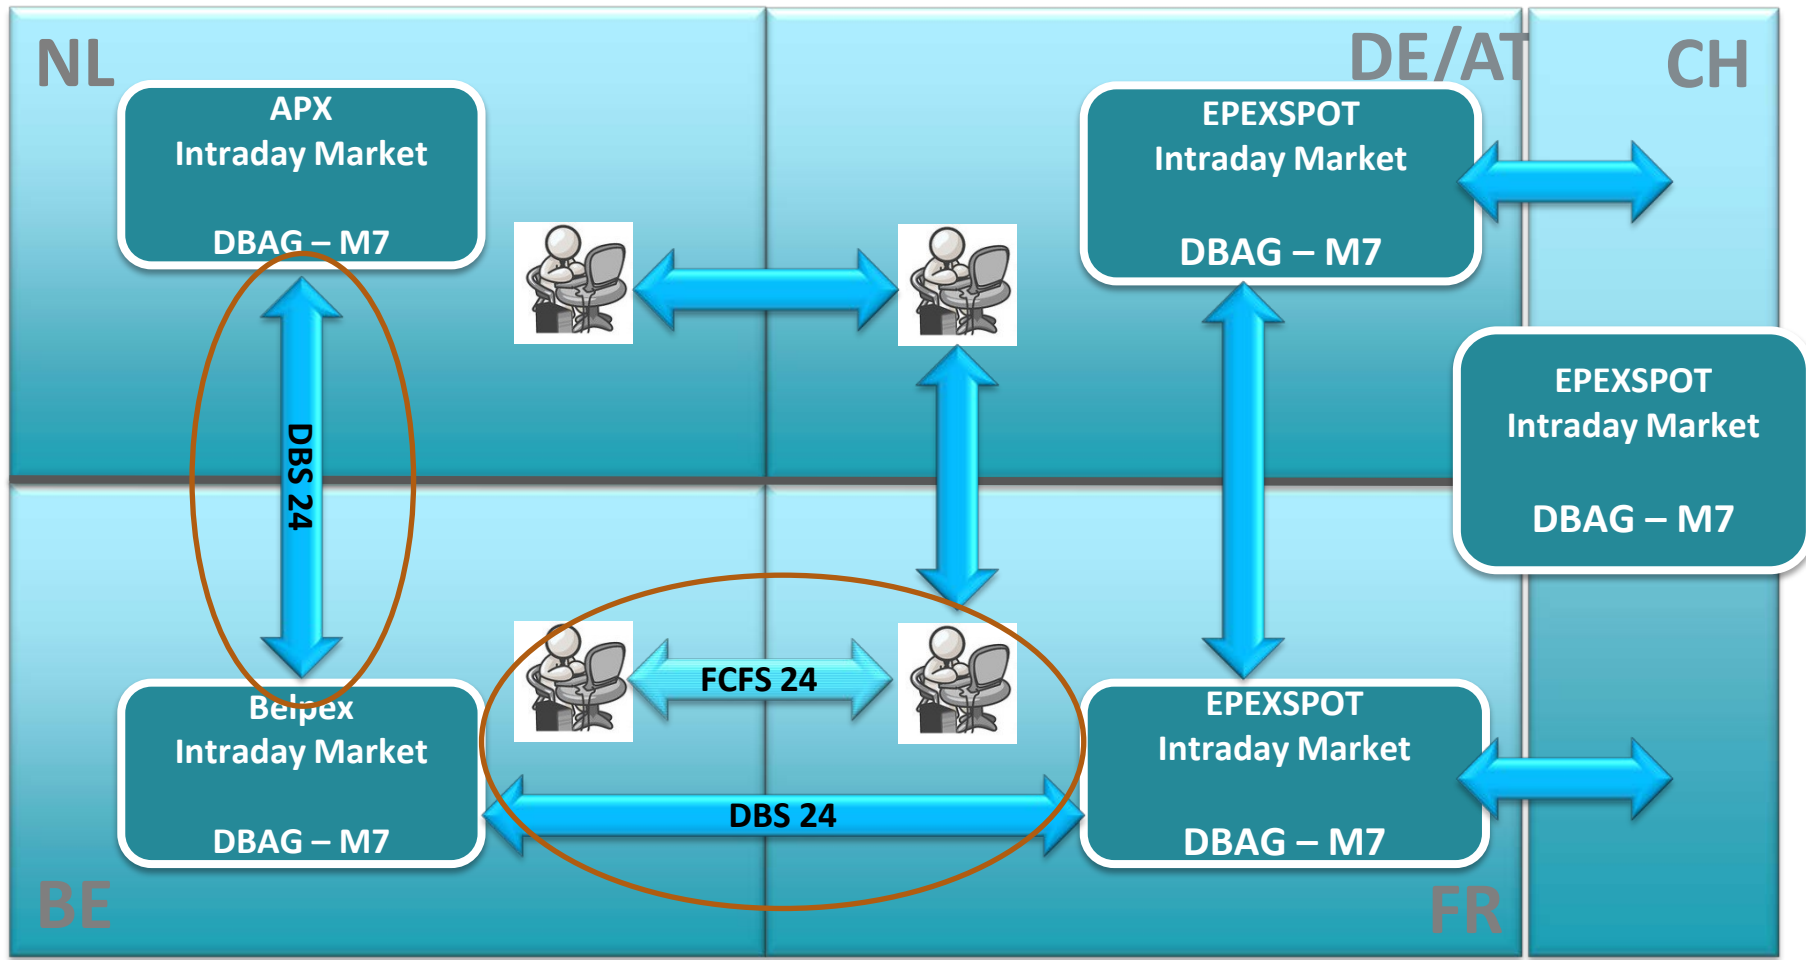 NL
DE/AT
CH
APX
Intraday Market
DBAG – M7
EPEXSPOT
Intraday Market
DBAG – M7
EPEXSPOT
Intraday Market
DBAG – M7
DBS 24
FCFS 24
Belpex
Intraday Market
DBAG – M7
DBS 24
EPEXSPOT
Intraday Market
DBAG – M7
BE
FR